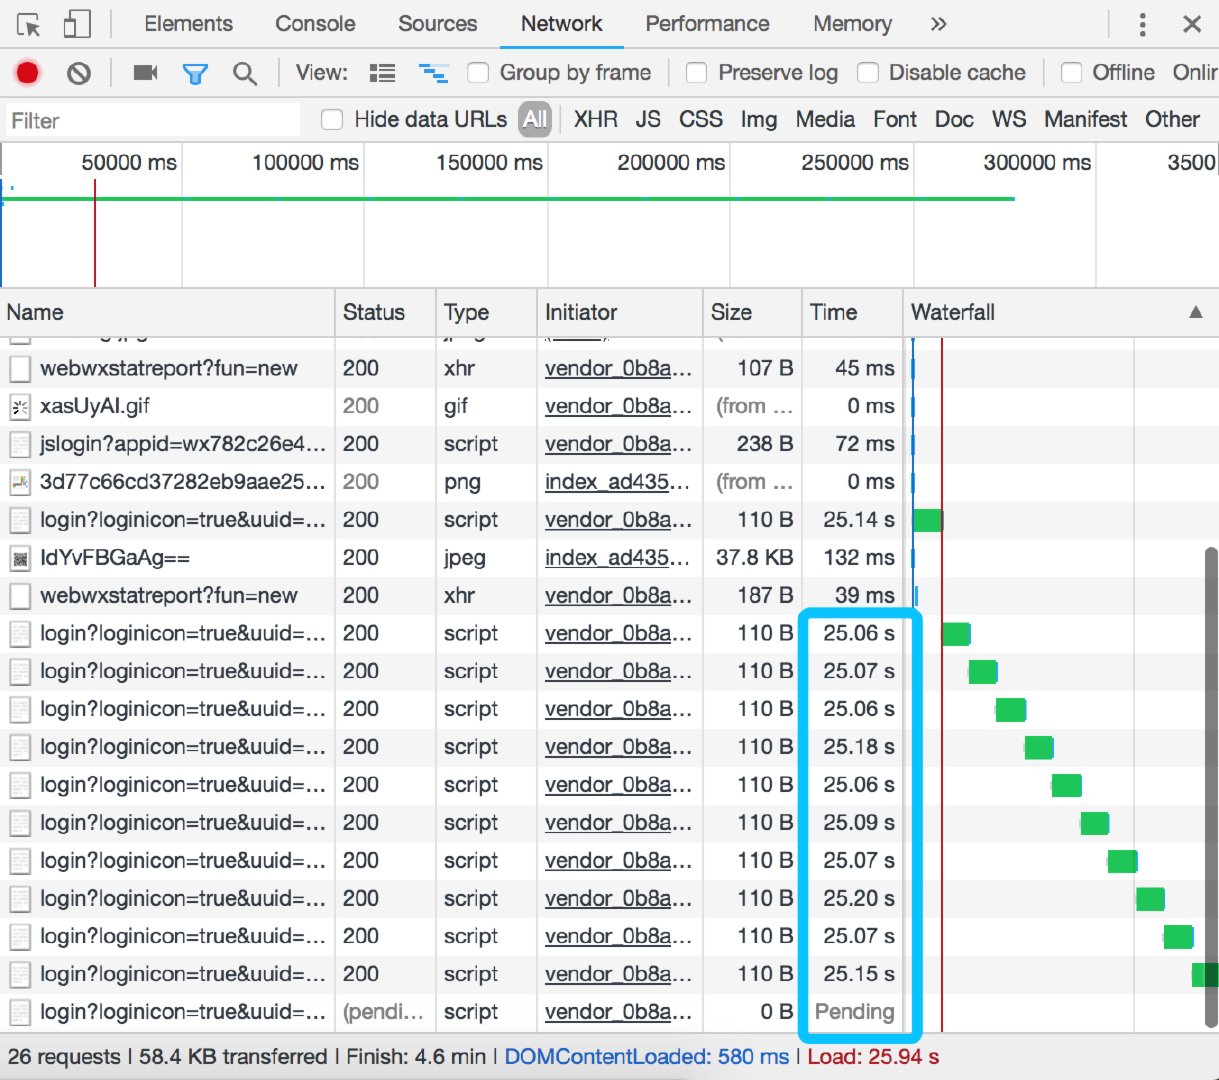 Elements Console Sources Network Performance Memory »
View: Group by frame Preserve log Disable cache Offline Onlir
Filter Hide data URLs All XHR JS CSS Img Media Font Doc WS Manifest Other
50000 ms 100000 ms 150000 ms 200000 ms 250000 ms 300000 ms 3500
Name Status Type Initiator Size Time Waterfall ▲
webwxstatreport?fun=new 200 xhr vendor_0b8a… 107 B 45 ms
xasUyAI.gif 200 gif vendor_0b8a… (from … 0 ms
jslogin?appid=wx782c26e4… 200 script vendor_0b8a… 238 B 72 ms
3d77c66cd37282eb9aae25… 200 png index_ad435… (from … 0 ms
login?loginicon=true&uuid=… 200 script vendor_0b8a… 110 B 25.14 s
IdYvFBGaAg== 200 jpeg index_ad435… 37.8 KB 132 ms
webwxstatreport?fun=new 200 xhr vendor_0b8a… 187 B 39 ms
login?loginicon=true&uuid=… 200 script vendor_0b8a… 110 B 25.06 s
login?loginicon=true&uuid=… 200 script vendor_0b8a… 110 B 25.07 s
login?loginicon=true&uuid=… 200 script vendor_0b8a… 110 B 25.06 s
login?loginicon=true&uuid=… 200 script vendor_0b8a… 110 B 25.18 s
login?loginicon=true&uuid=… 200 script vendor_0b8a… 110 B 25.06 s
login?loginicon=true&uuid=… 200 script vendor_0b8a… 110 B 25.09 s
login?loginicon=true&uuid=… 200 script vendor_0b8a… 110 B 25.07 s
login?loginicon=true&uuid=… 200 script vendor_0b8a… 110 B 25.20 s
login?loginicon=true&uuid=… 200 script vendor_0b8a… 110 B 25.07 s
login?loginicon=true&uuid=… 200 script vendor_0b8a… 110 B 25.15 s
login?loginicon=true&uuid=… (pendi… script vendor_0b8a… 0 B Pending
26 requests | 58.4 KB transferred | Finish: 4.6 min | DOMContentLoaded: 580 ms | Load: 25.94 s